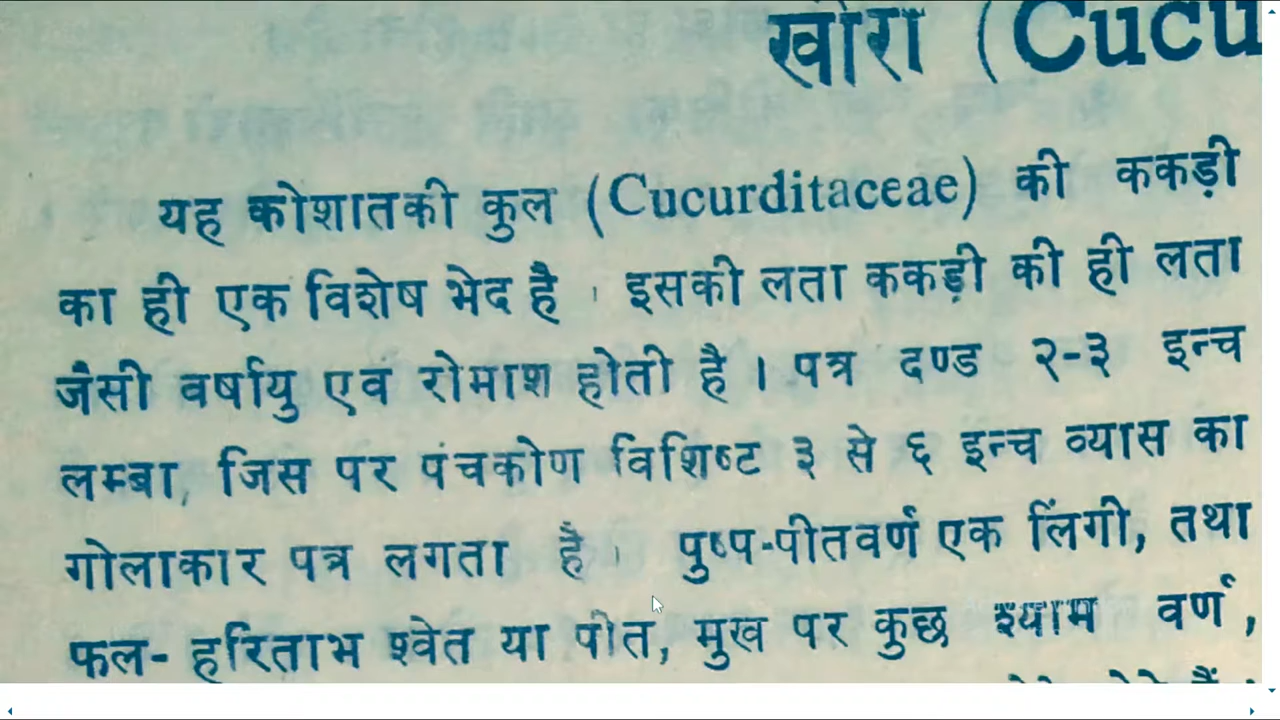 खीरा (Cucu
यह कोशातकी कुल (Cucurditaceae) की ककड़ी
का ही एक विशेष भेद है । इसकी लता ककड़ी की ही लता
जैसी वर्षायु एवं रोमाश होती है । पत्र दण्ड २-३ इन्च
लम्बा, जिस पर पंचकोण विशिष्ट ३ से ६ इन्च व्यास का
गोलाकार पत्र लगता है । पुष्प-पीतवर्ण एक लिंगी, तथा
फल- हरिताभ श्वेत या पीत, मुख पर कुछ श्याम वर्ण,